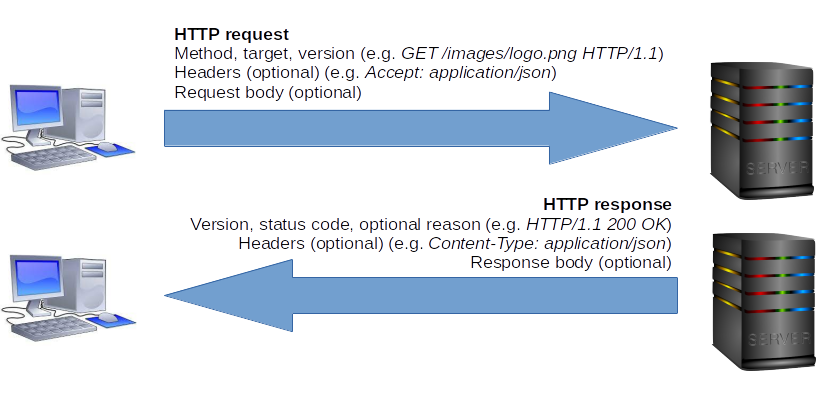 HTTP request
Method, target, version (e.g. GET /images/logo.png HTTP/1.1)
Headers (optional) (e.g. Accept: application/json)
Request body (optional)
SERVER
HTTP response
Version, status code, optional reason (e.g. HTTP/1.1 200 OK)
Headers (optional) (e.g. Content-Type: application/json)
Response body (optional)
SERVER